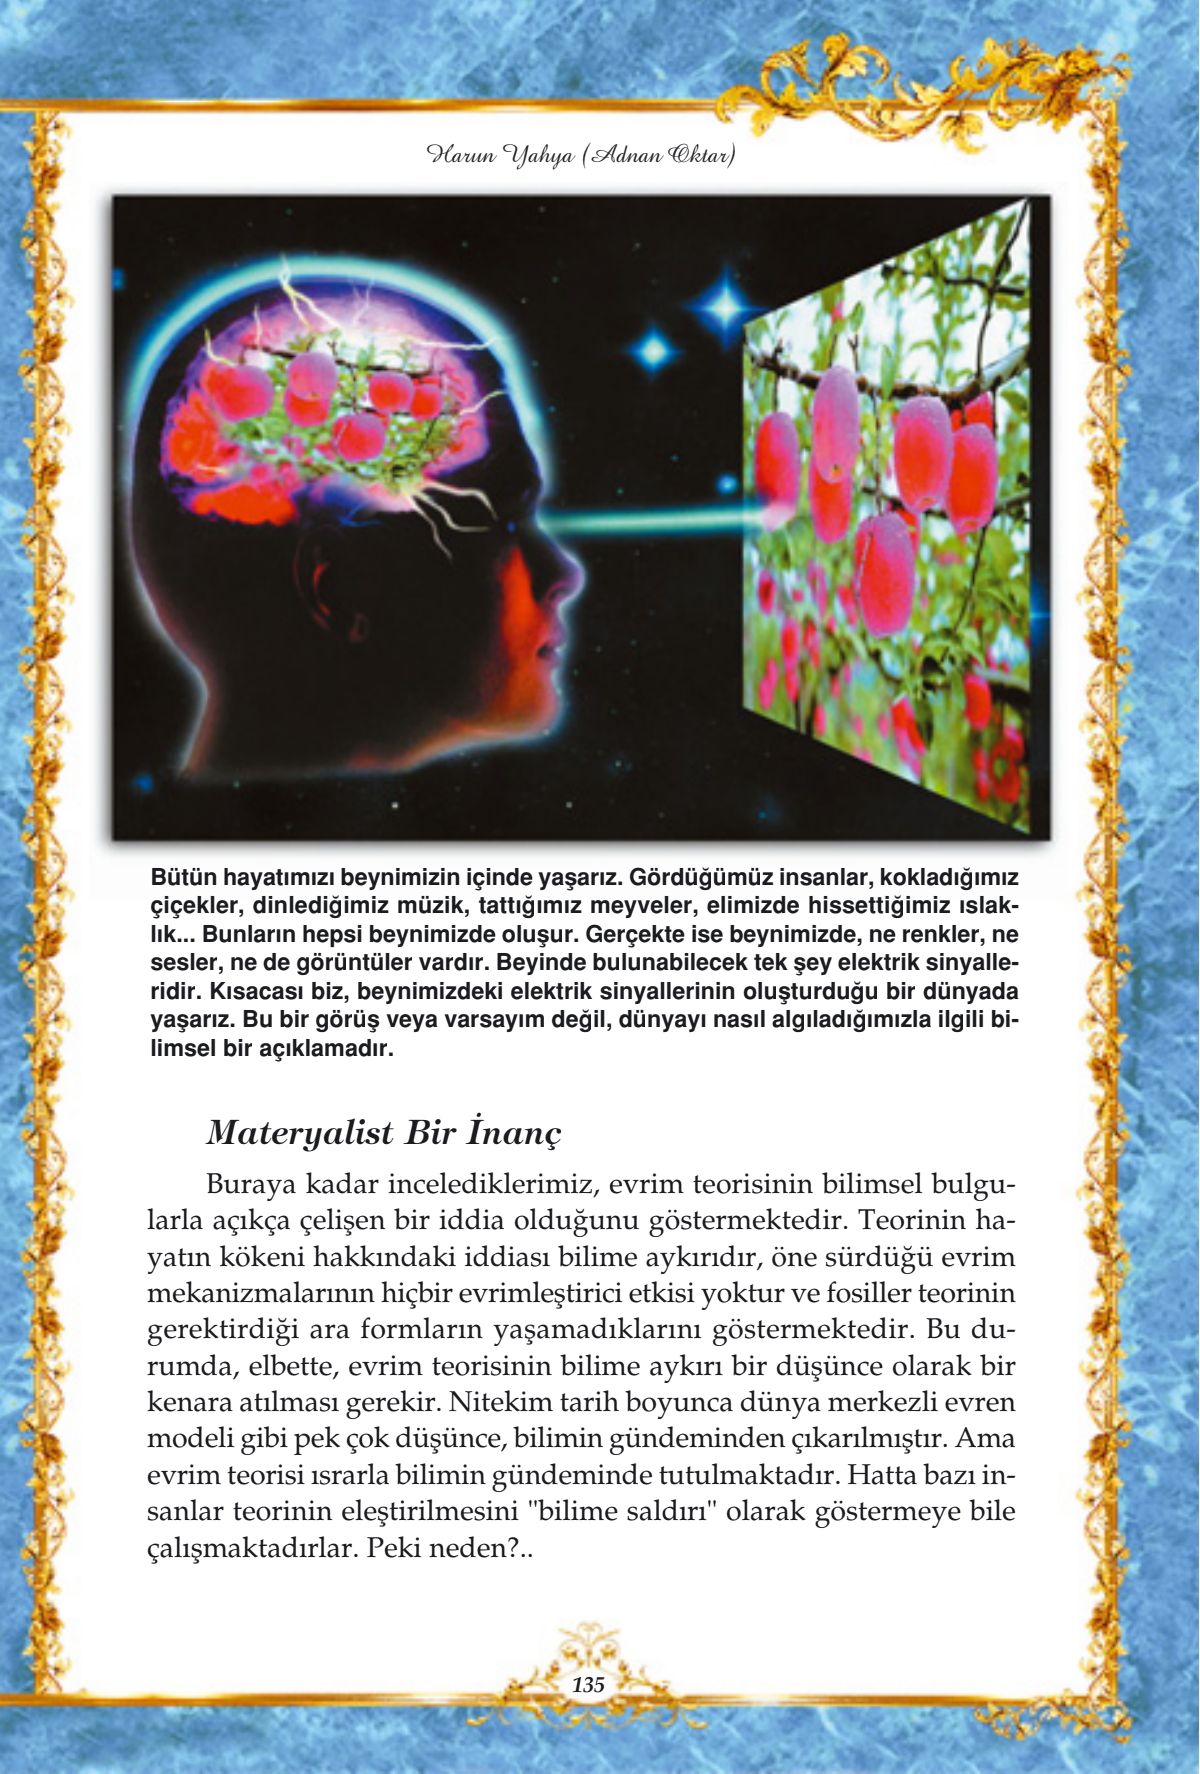 Harun Yahya (Adnan Oktar)
Bütün hayatımızı beynimizin içinde yaşarız. Gördüğümüz insanlar, kokladığımız
çiçekler, dinlediğimiz müzik, tattığımız meyveler, elimizde hissettiğimiz ıslak-
lık... Bunların hepsi beynimizde oluşur. Gerçekte ise beynimizde, ne renkler, ne
sesler, ne de görüntüler vardır. Beyinde bulunabilecek tek şey elektrik sinyalle-
ridir. Kısacası biz, beynimizdeki elektrik sinyallerinin oluşturduğu bir dünyada
yaşarız. Bu bir görüş veya varsayım değil, dünyayı nasıl algıladığımızla ilgili bi-
limsel bir açıklamadır.
Materyalist Bir İnanç
Buraya kadar incelediklerimiz, evrim teorisinin bilimsel bulgu-
larla açıkça çelişen bir iddia olduğunu göstermektedir. Teorinin ha-
yatın kökeni hakkındaki iddiası bilime aykırıdır, öne sürdüğü evrim
mekanizmalarının hiçbir evrimleştirici etkisi yoktur ve fosiller teorinin
gerektirdiği ara formların yaşamadıklarını göstermektedir. Bu du-
rumda, elbette, evrim teorisinin bilime aykırı bir düşünce olarak bir
kenara atılması gerekir. Nitekim tarih boyunca dünya merkezli evren
modeli gibi pek çok düşünce, bilimin gündeminden çıkarılmıştır. Ama
evrim teorisi ısrarla bilimin gündeminde tutulmaktadır. Hatta bazı in-
sanlar teorinin eleştirilmesini "bilime saldırı" olarak göstermeye bile
çalışmaktadırlar. Peki neden?..
135